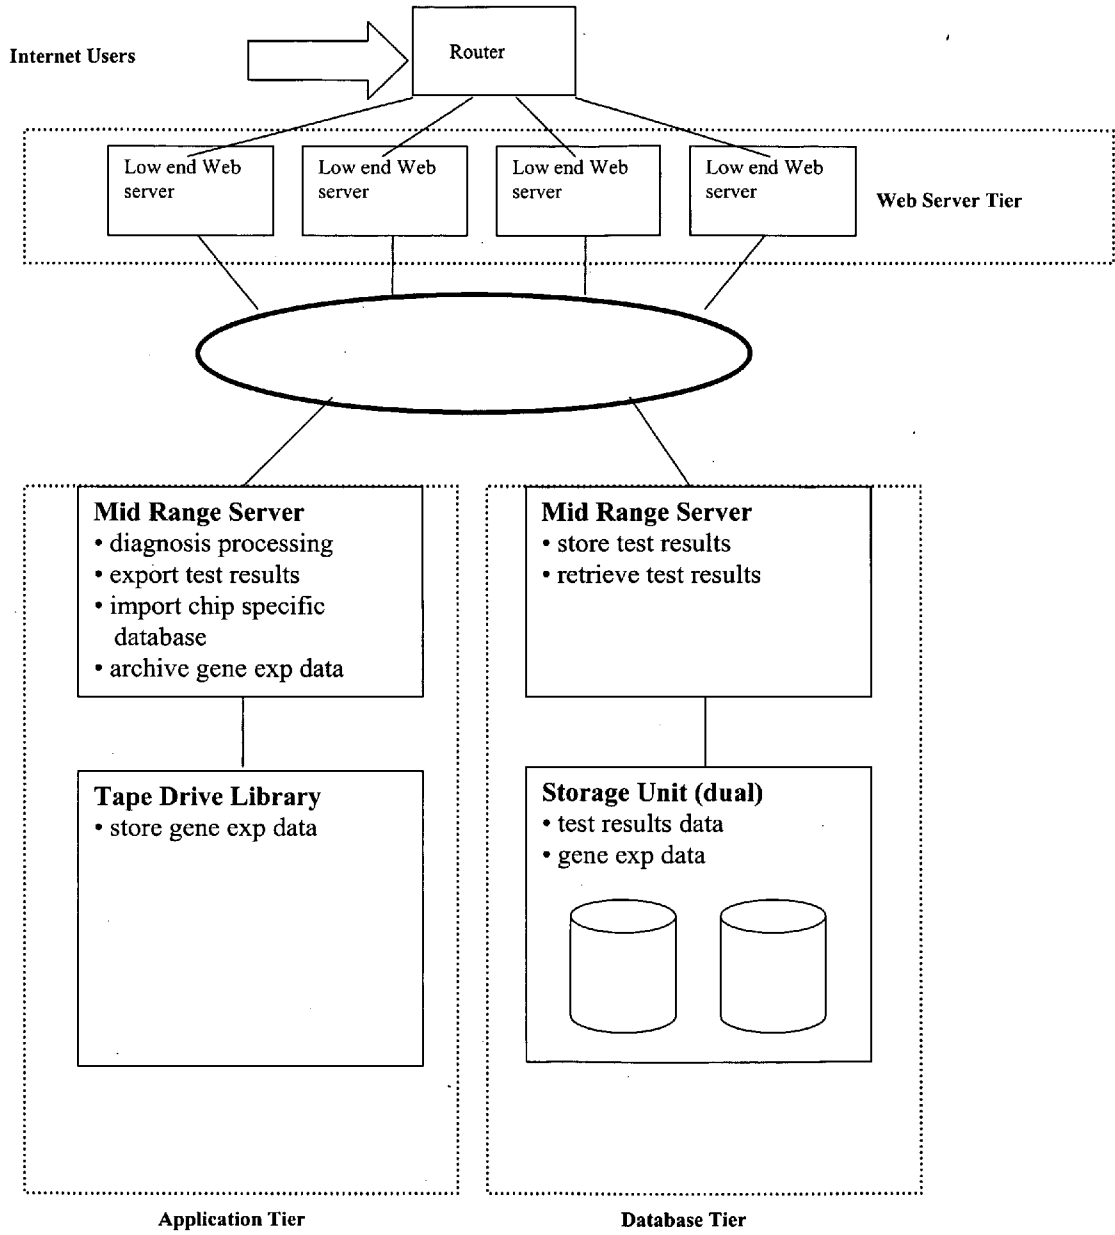 Internet Users
Router
Low end Web
server
Low end Web
server
Low end Web
server
Low end Web
server
Web Server Tier
Mid Range Server
• diagnosis processing
• export test results
• import chip specific
database
• archive gene exp data
Mid Range Server
• store test results
• retrieve test results
Tape Drive Library
• store gene exp data
Storage Unit (dual)
• test results data
• gene exp data
Application Tier
Database Tier